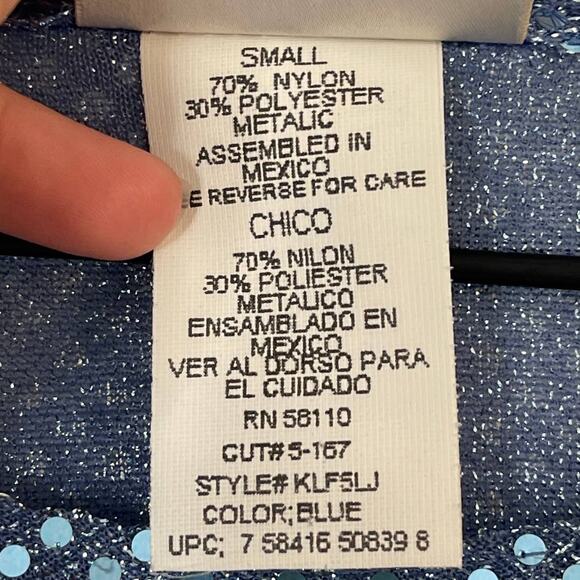 SMALL
70% NYLON
30% POLYESTER
METALIC
ASSEMBLED IN
MEXICO
E REVERSE FOR CARE
CHICO
70% NILON
30% POLIESTER
METALICO
ENSAMBLADO EN
MEXICO
VER AL DORSO PARA
EL CUIDADO
RN 58110
CUT# 5-167
STYLE# KLF5LJ
COLOR; BLUE
UPC; 7 58416 50839 8